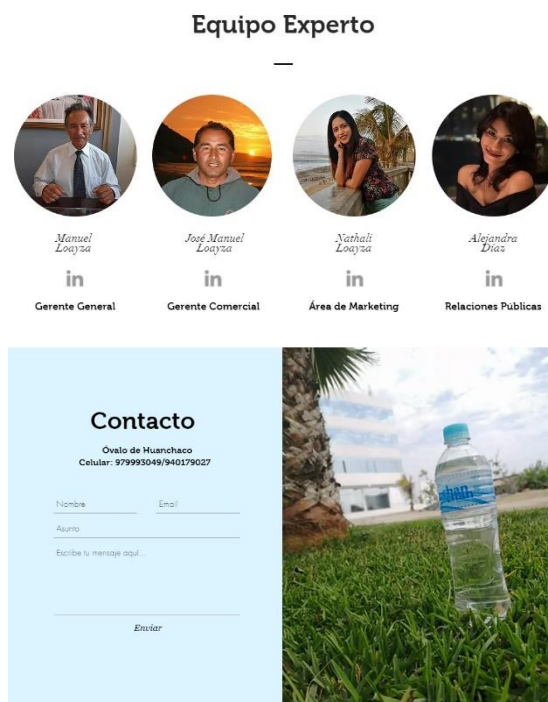 Equipo Experto
Manuel
Loayza
José Manuel
Loayza
Nathali
Loayza
Alejandra
Díaz
in
in
in
in
Gerente General
Gerente Comercial
Área de Marketing
Relaciones Públicas
Contacto
Óvalo de Huanchaco
Celular: 979993049/940179027
Nombre
Email
Asunto
Escribe tu mensaje aquí...
Enviar